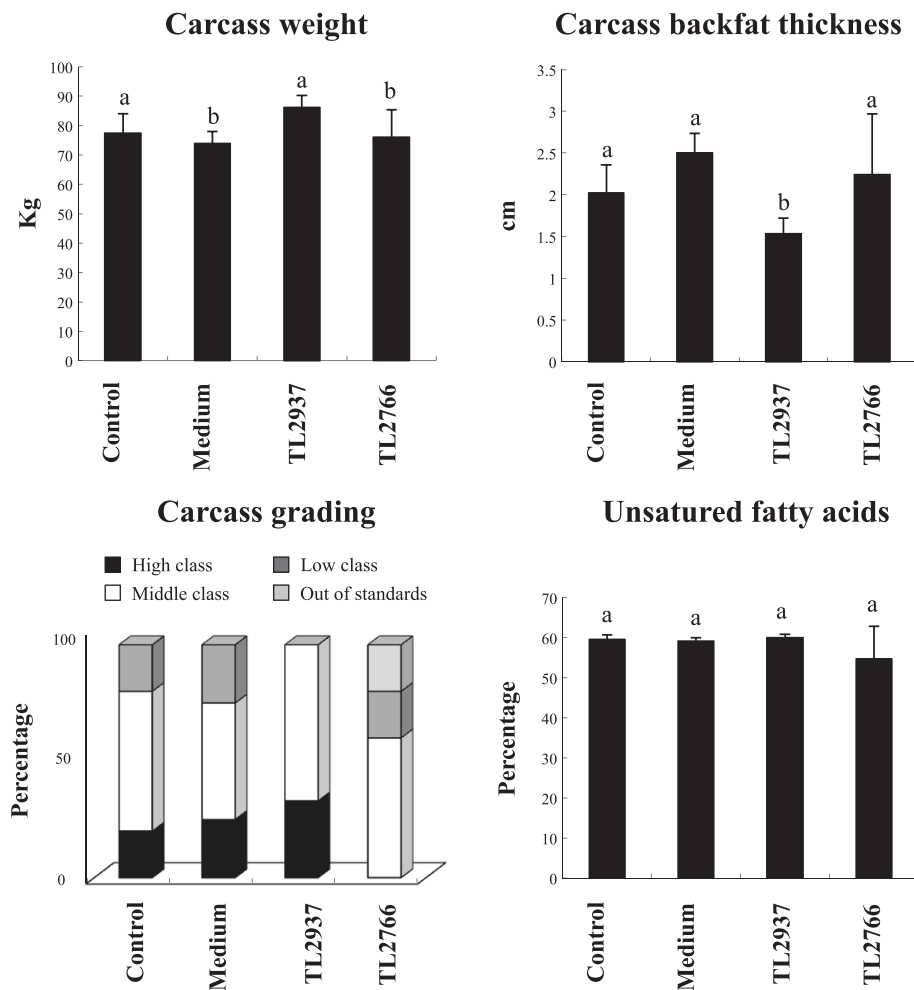 Carcass weight
100
90
80
70
60
50
40
30
20
10
0
Kg
a
b
a
b
Control
Medium
TL2937
TL2766
Carcass backfat thickness
3.5
3
2.5
2
1.5
1
0.5
0
cm
a
a
b
a
Control
Medium
TL2937
TL2766
Carcass grading
High class
Low class
Middle class
Out of standards
100
50
0
Percentage
Control
Medium
TL2937
TL2766
Unsatured fatty acids
70
60
50
40
30
20
10
0
Percentage
a
a
a
a
Control
Medium
TL2937
TL2766